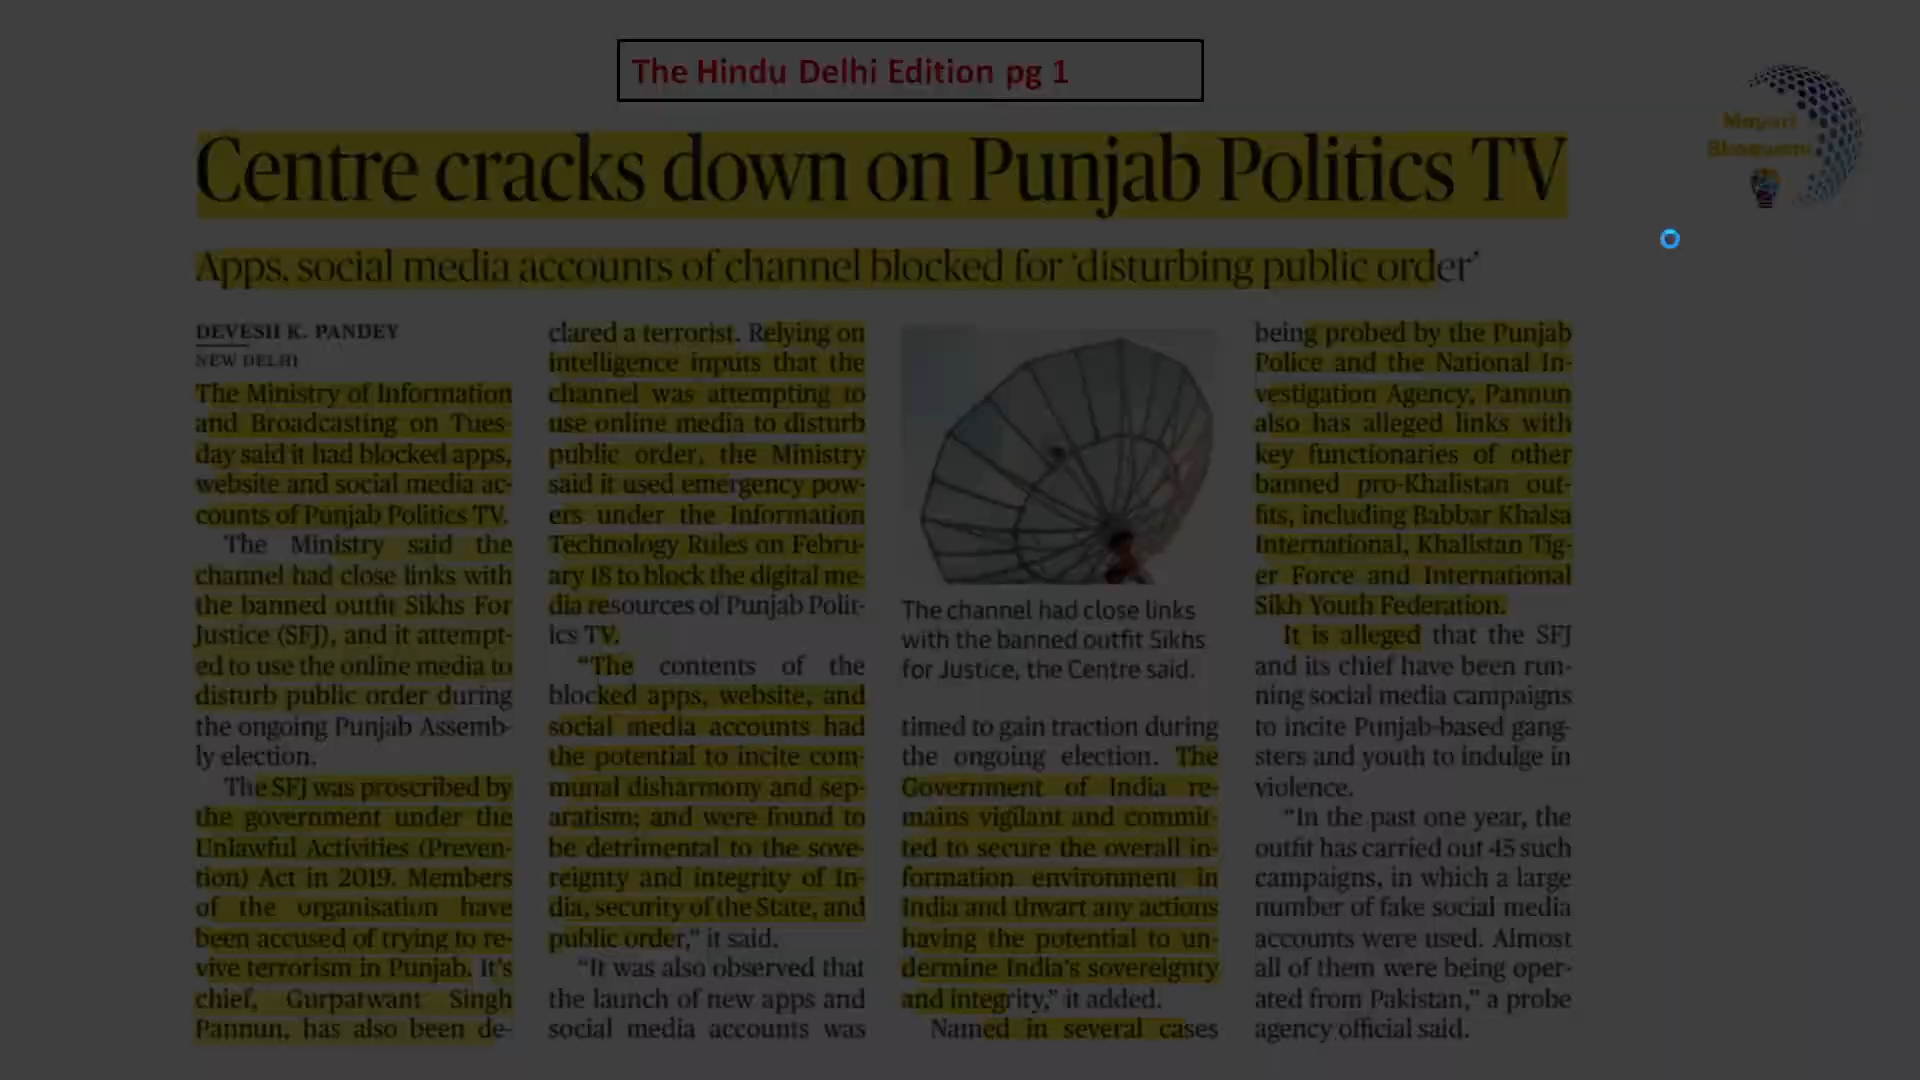 The Hindu Delhi Edition pg 1
Mayuri
Centre cracks down on Punjab Politics TV
Apps, social media accounts of channel blocked for ‘disturbing public order’
DEVESH K. PANDEY
NEW DELHI
The Ministry of Information
and Broadcasting on Tues-
day said it had blocked apps,
website and social media ac-
counts of Punjab Politics TV.
The Ministry said the
channel had close links with
the banned outfit Sikhs For
Justice (SFJ), and it attempt-
ed to use the online media to
disturb public order during
the ongoing Punjab Assemb-
ly election.
The SFJ was proscribed by
the government under the
Unlawful Activities (Preven-
tion) Act in 2019. Members
of the organisation have
been accused of trying to re-
vive terrorism in Punjab. It's
chief, Gurpatwant Singh
Pannun, has also been de-
clared a terrorist. Relying on
intelligence inputs that the
channel was attempting to
use online media to disturb
public order, the Ministry
said it used emergency pow-
ers under the Information
Technology Rules on Febru-
ary 18 to block the digital me-
dia resources of Punjab Polit-
ics TV.
“The contents of the
blocked apps, website, and
social media accounts had
the potential to incite com-
munal disharmony and sep-
aratism; and were found to
be detrimental to the sove-
reignty and integrity of In-
dia, security of the State, and
public order,” it said.
“It was also observed that
the launch of new apps and
social media accounts was
The channel had close links
with the banned outfit Sikhs
for Justice, the Centre said.
timed to gain traction during
the ongoing election. The
Government of India re-
mains vigilant and commit-
ted to secure the overall in-
formation environment in
India and thwart any actions
having the potential to un-
dermine India's sovereignty
and integrity,” it added.
Named in several cases
being probed by the Punjab
Police and the National In-
vestigation Agency, Pannun
also has alleged links with
key functionaries of other
banned pro-Khalistan out-
fits, including Babbar Khalsa
International, Khalistan Tig-
er Force and International
Sikh Youth Federation.
It is alleged that the SFJ
and its chief have been run-
ning social media campaigns
to incite Punjab-based gang-
sters and youth to indulge in
violence.
“In the past one year, the
outfit has carried out 45 such
campaigns, in which a large
number of fake social media
accounts were used. Almost
all of them were being oper-
ated from Pakistan,” a probe
agency official said.